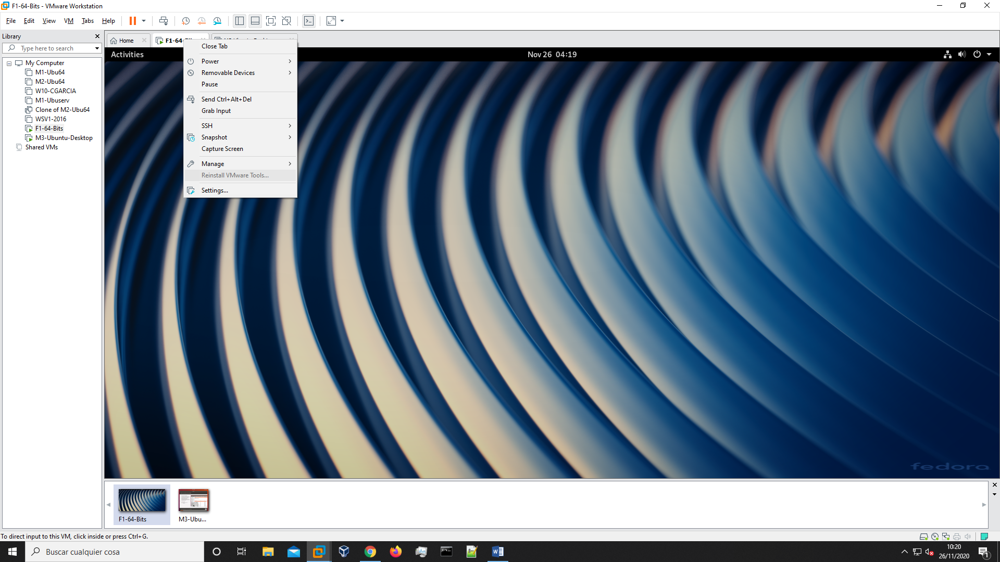 F1-64-Bits - VMware Workstation
File Edit View VM Tabs Help
Library
Type here to search
My Computer
M1-Ubu64
M2-Ubu64
W10-CGARCIA
M1-Ubuserv
Clone of M2-Ubu64
WSV1-2016
F1-64-Bits
M3-Ubuntu-Desktop
Shared VMs
Home
F1-64-
Activities
Nov 26 04:19
Close Tab
Power
Removable Devices
Pause
Send Ctrl+Alt+Del
Grab Input
SSH
Snapshot
Capture Screen
Manage
Reinstall VMware Tools...
Settings...
fedora
F1-64-Bits
M3-Ubu...
To direct input to this VM, click inside or press Ctrl+G.
Buscar cualquier cosa
10:20
26/11/2020
1